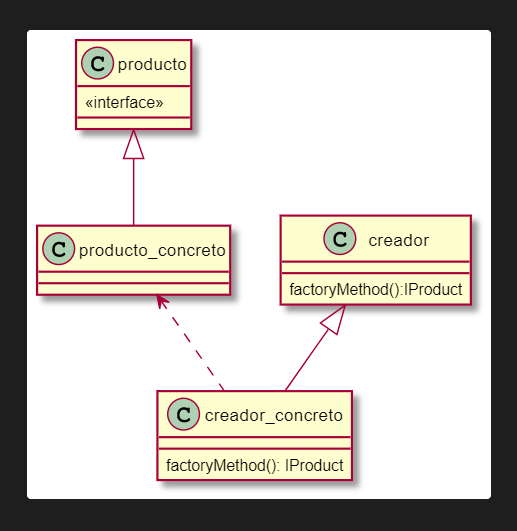 C producto
«interface»
C producto_concreto
C creador
factoryMethod():IProduct
C creador_concreto
factoryMethod(): IProduct